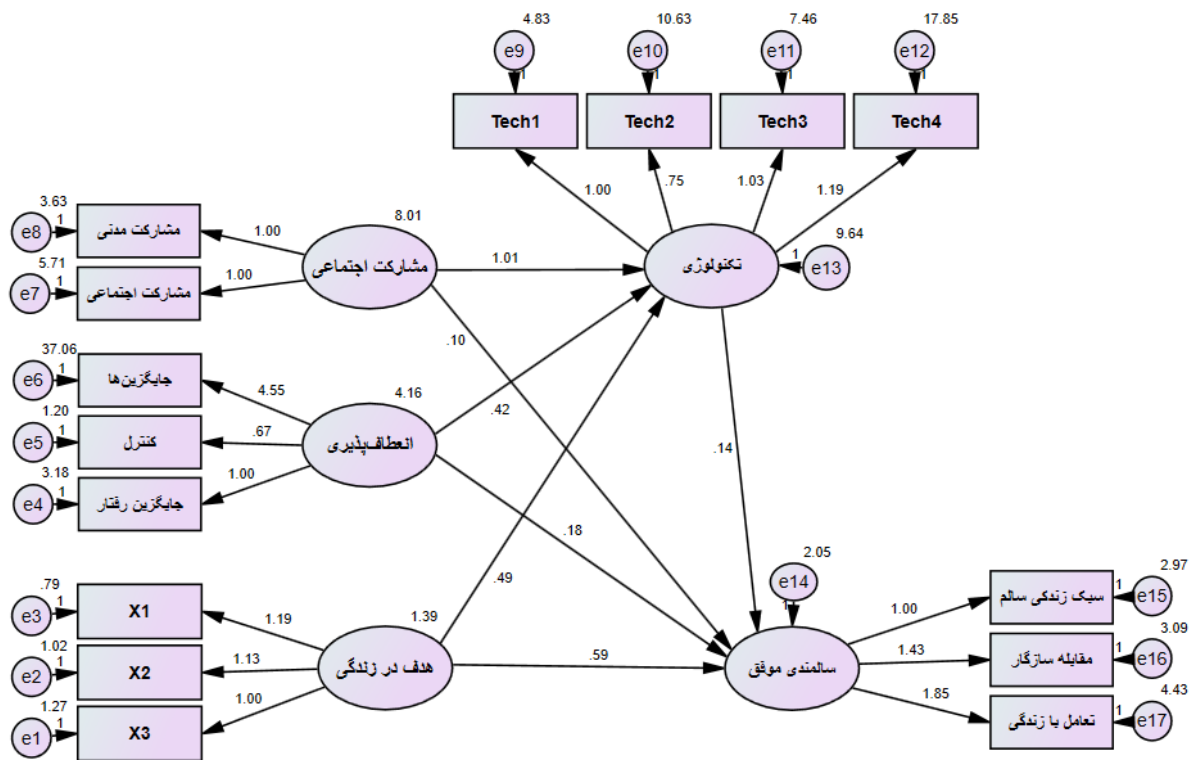 4.83
10.63
7.46
17.85
e9
e10
e11
e12
1
1
1
1
Tech1
Tech2
Tech3
Tech4
1.00
.75
1.03
1.19
3.63
e8
1
مشارکت مدنی
1.00
5.71
e7
1
مشارکت اجتماعی
1.00
8.01
مشارکت اجتماعی
1.01
تکنولوژی
9.64
1
e13
.10
37.06
e6
1
جایگزین‌ها
4.55
1.20
e5
1
کنترل
.67
3.18
e4
1
جایگزین رفتار
1.00
4.16
انعطاف‌پذیری
.42
.14
.18
.49
.79
e3
1
X1
1.19
1.02
e2
1
X2
1.13
1.27
e1
1
X3
1.00
1.39
هدف در زندگی
.59
2.05
e14
1
سالمندی موفق
1.00
سبک زندگی سالم
1
2.97
e15
1.43
مقابله سازگار
1
3.09
e16
1.85
تعامل با زندگی
1
4.43
e17